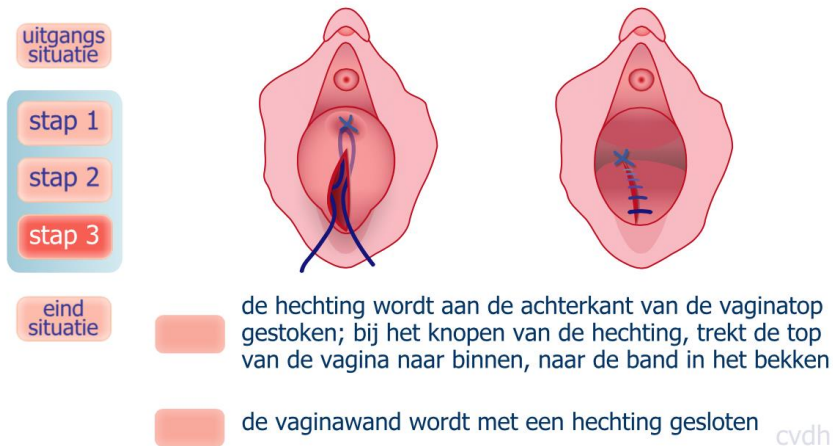 uitgangs
situatie
stap 1
stap 2
stap 3
eind
situatie
de hechting wordt aan de achterkant van de vaginatop
gestoken; bij het knopen van de hechting, trekt de top
van de vagina naar binnen, naar de band in het bekken
de vaginawand wordt met een hechting gesloten
cvdh